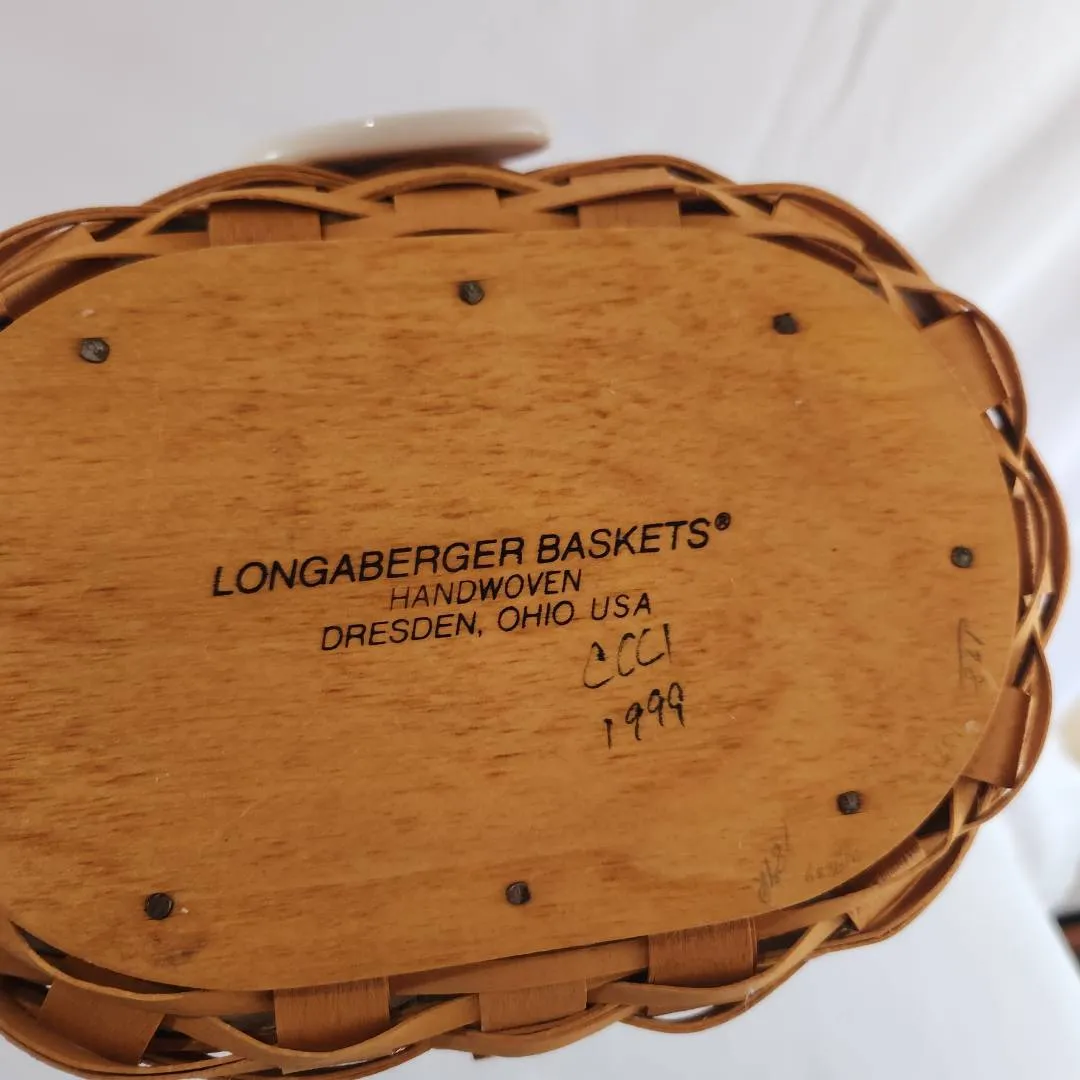 LONGABERGER BASKETS®
HANDWOVEN
DRESDEN, OHIO USA
CCCI
1999